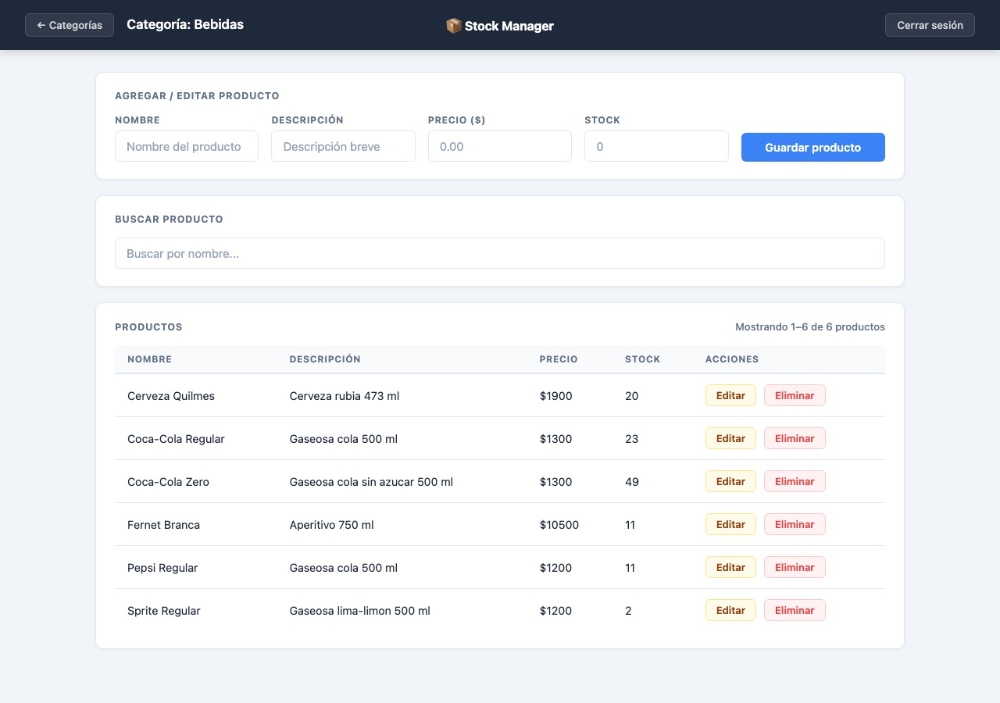 ← Categorías Categoría: Bebidas 📦 Stock Manager Cerrar sesión
AGREGAR / EDITAR PRODUCTO
NOMBRE DESCRIPCIÓN PRECIO ($) STOCK
Nombre del producto Descripción breve 0.00 0 Guardar producto
BUSCAR PRODUCTO
Buscar por nombre...
PRODUCTOS Mostrando 1–6 de 6 productos
NOMBRE DESCRIPCIÓN PRECIO STOCK ACCIONES
Cerveza Quilmes Cerveza rubia 473 ml $1900 20 Editar Eliminar
Coca-Cola Regular Gaseosa cola 500 ml $1300 23 Editar Eliminar
Coca-Cola Zero Gaseosa cola sin azucar 500 ml $1300 49 Editar Eliminar
Fernet Branca Aperitivo 750 ml $10500 11 Editar Eliminar
Pepsi Regular Gaseosa cola 500 ml $1200 11 Editar Eliminar
Sprite Regular Gaseosa lima-limon 500 ml $1200 2 Editar Eliminar